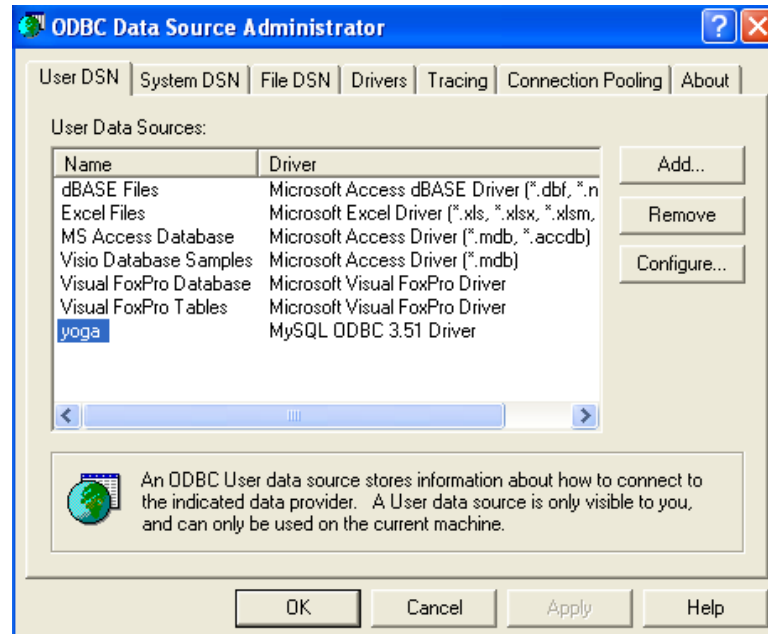 ODBC Data Source Administrator
User DSN System DSN File DSN Drivers Tracing Connection Pooling About
User Data Sources:
Name Driver
dBASE Files Microsoft Access dBASE Driver (*.dbf, *.n
Excel Files Microsoft Excel Driver (*.xls, *.xlsx, *.xlsm,
MS Access Database Microsoft Access Driver (*.mdb, *.accdb)
Visio Database Samples Microsoft Access Driver (*.mdb)
Visual FoxPro Database Microsoft Visual FoxPro Driver
Visual FoxPro Tables Microsoft Visual FoxPro Driver
yoga MySQL ODBC 3.51 Driver
Add...
Remove
Configure...
An ODBC User data source stores information about how to connect to
the indicated data provider. A User data source is only visible to you,
and can only be used on the current machine.
OK Cancel Apply Help